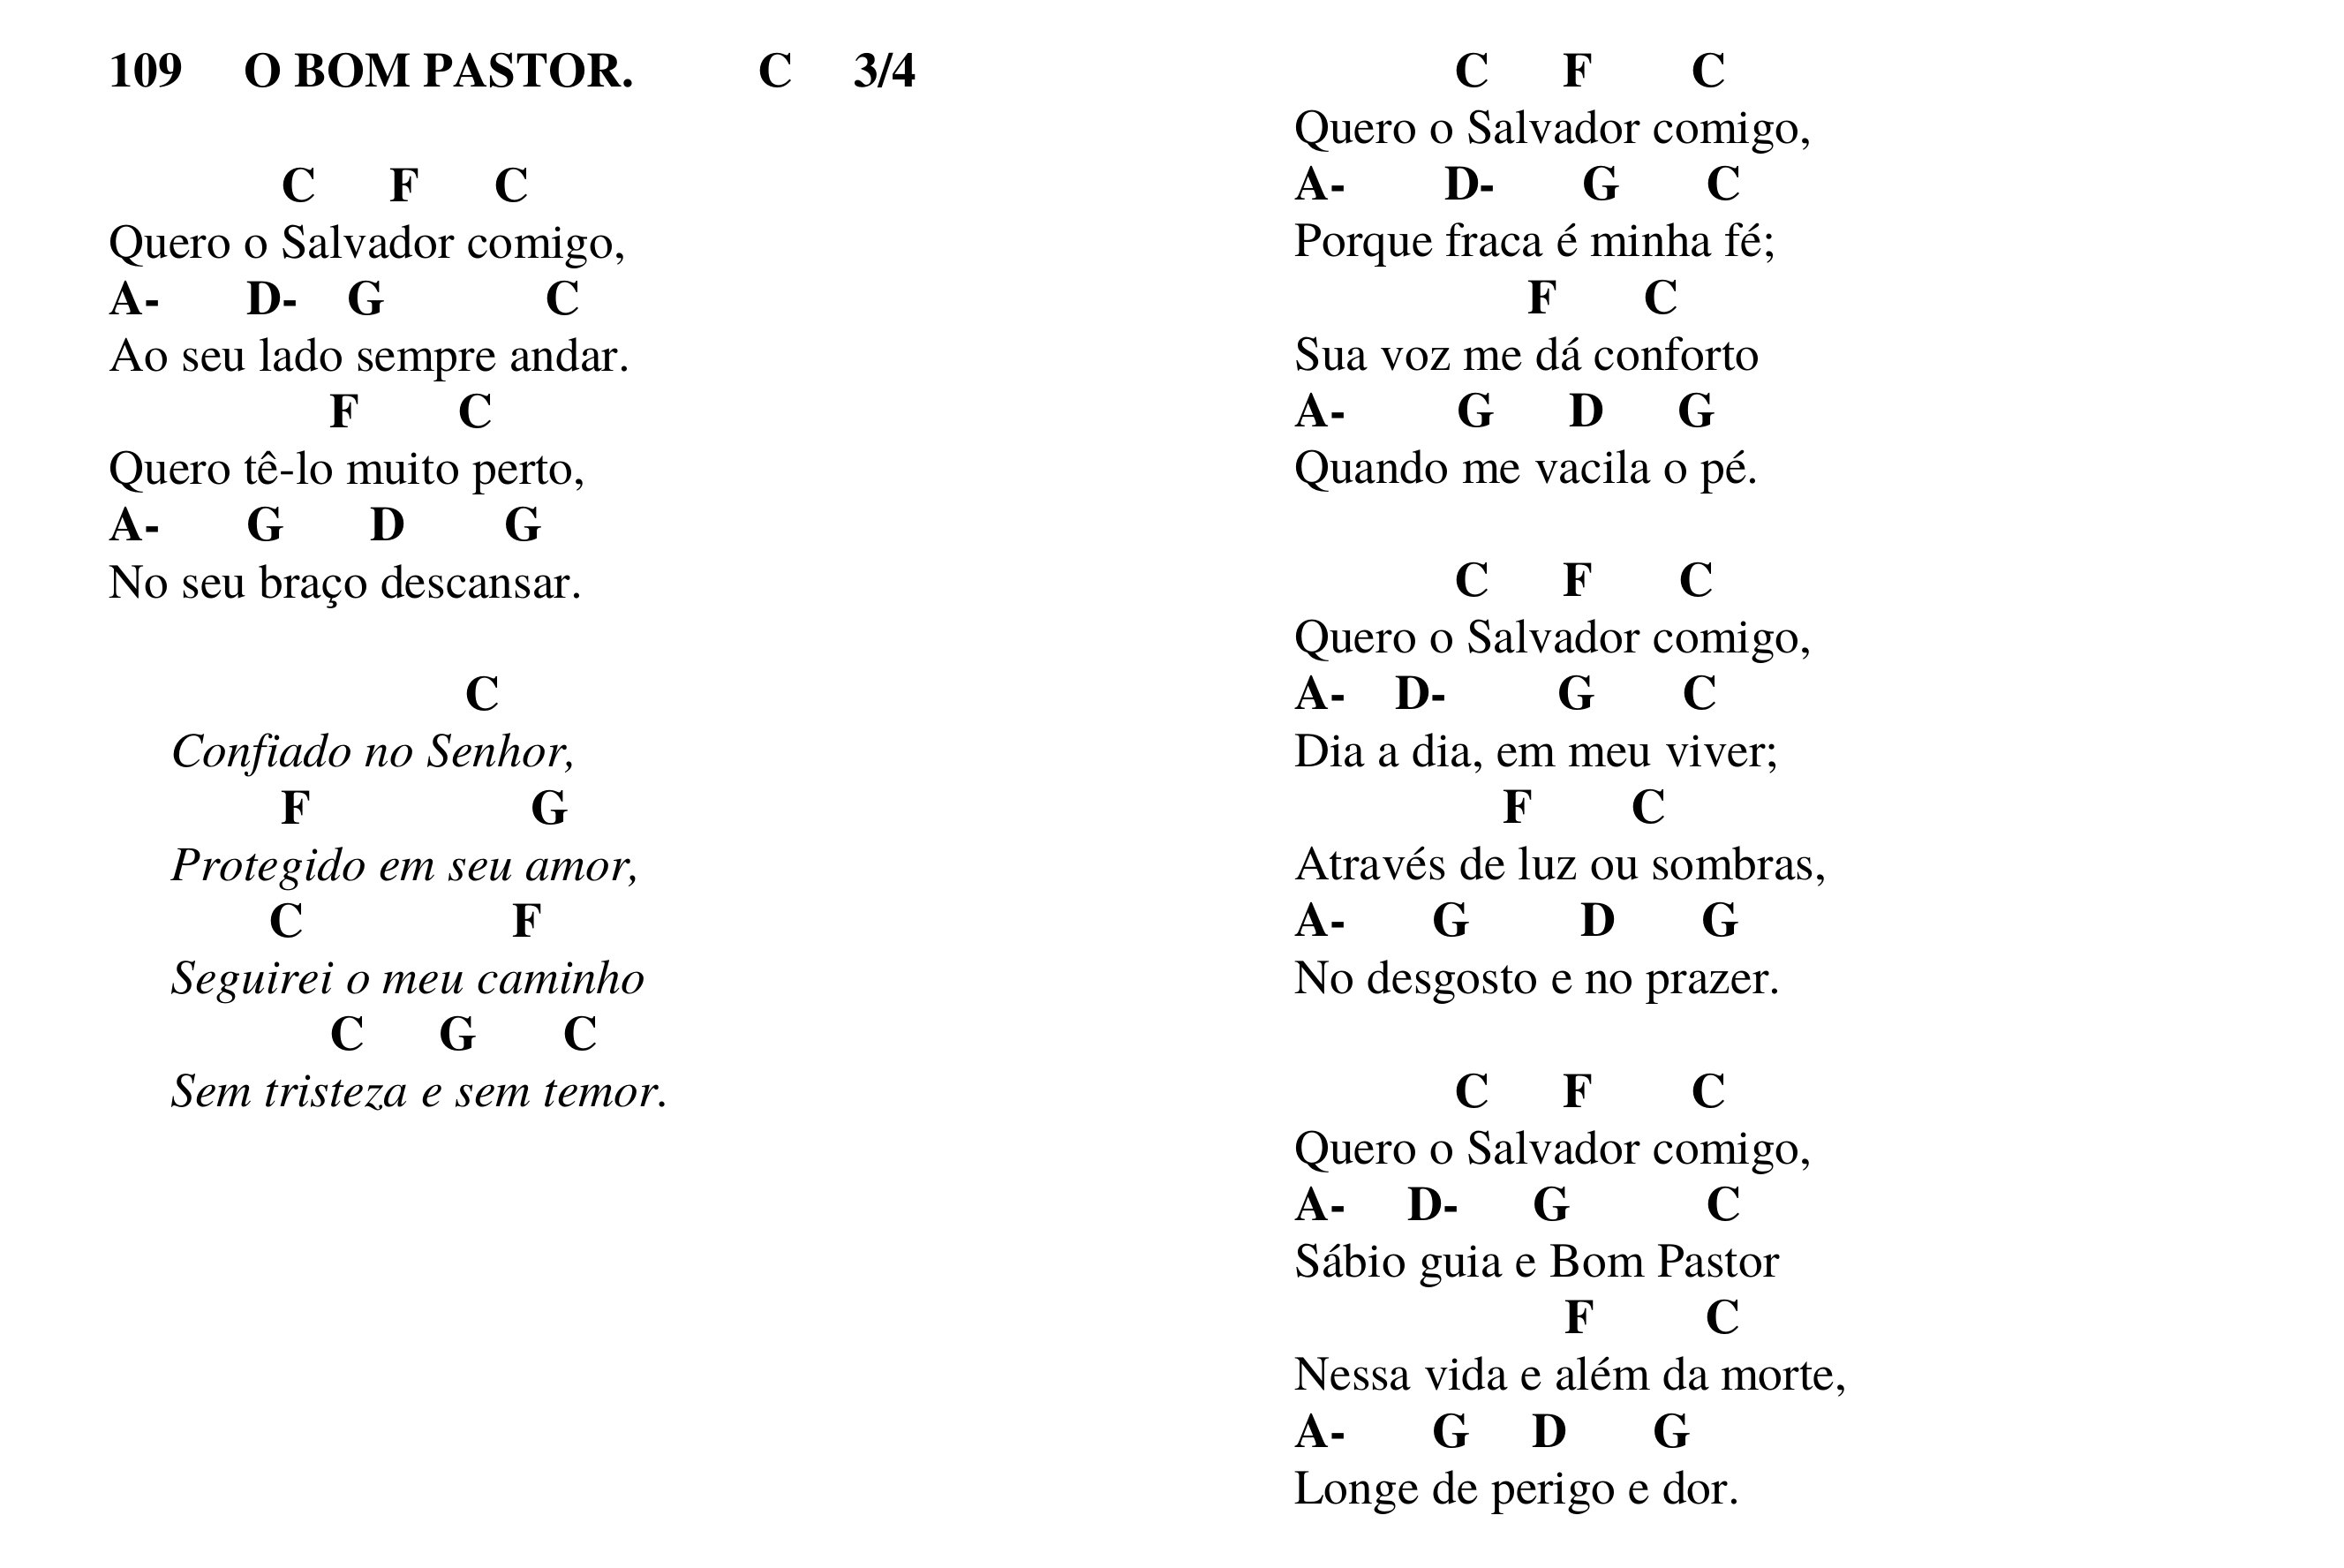 109 O BOM PASTOR. C 3/4
C F C
Quero o Salvador comigo,
A- D- G C
Ao seu lado sempre andar.
F C
Quero tê-lo muito perto,
A- G D G
No seu braço descansar.
C
Confiado no Senhor,
F G
Protegido em seu amor,
C F
Seguirei o meu caminho
C G C
Sem tristeza e sem temor.
C F C
Quero o Salvador comigo,
A- D- G C
Porque fraca é minha fé;
F C
Sua voz me dá conforto
A- G D G
Quando me vacila o pé.
C F C
Quero o Salvador comigo,
A- D- G C
Dia a dia, em meu viver;
F C
Através de luz ou sombras,
A- G D G
No desgosto e no prazer.
C F C
Quero o Salvador comigo,
A- D- G C
Sábio guia e Bom Pastor
F C
Nessa vida e além da morte,
A- G D G
Longe de perigo e dor.